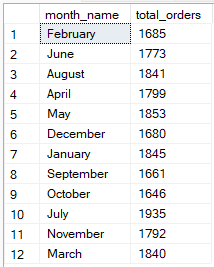 month_name total_orders
1 February 1685
2 June 1773
3 August 1841
4 April 1799
5 May 1853
6 December 1680
7 January 1845
8 September 1661
9 October 1646
10 July 1935
11 November 1792
12 March 1840